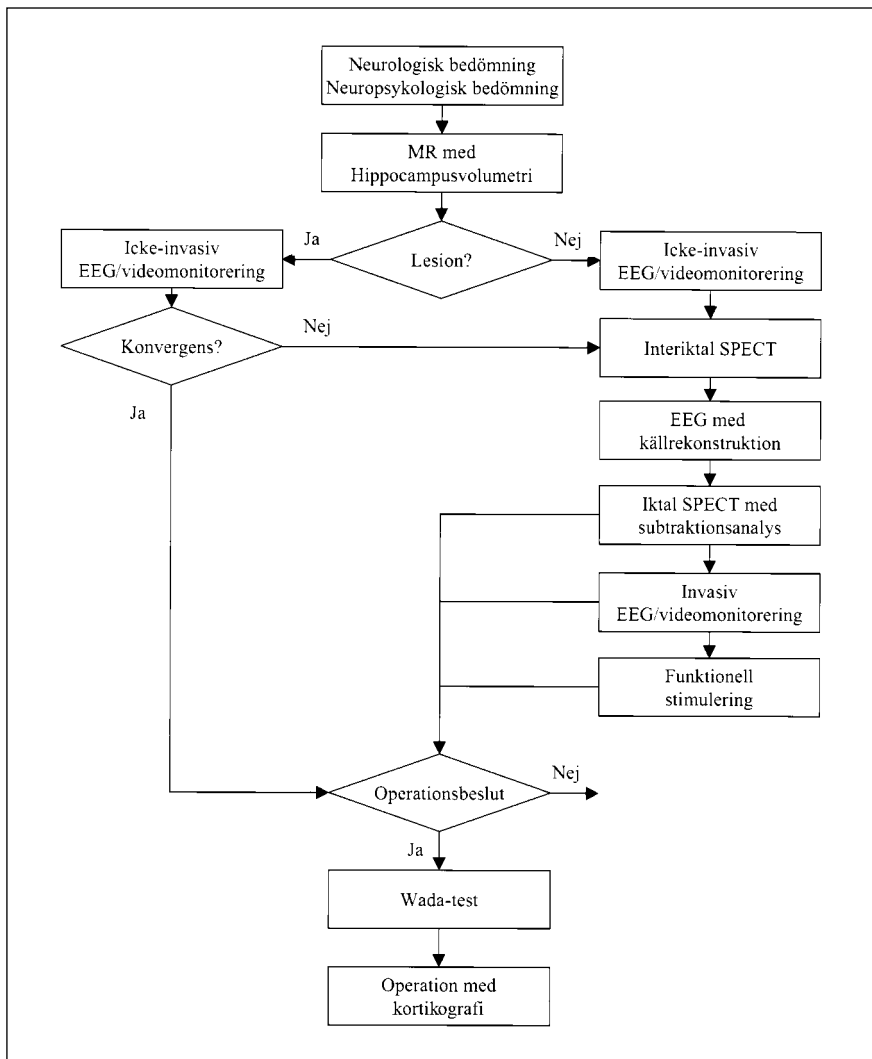 Neurologisk bedömning
Neuropsykologisk bedömning
MR med
Hippocampusvolumetri
Ja
Nej
Icke-invasiv
EEG/videomonitorering
Lesion?
Icke-invasiv
EEG/videomonitorering
Nej
Konvergens?
Interiktal SPECT
Ja
EEG med
källrekonstruktion
Iktal SPECT med
subtraktionsanalys
Invasiv
EEG/videomonitorering
Funktionell
stimulering
Nej
Operationsbeslut
Ja
Wada-test
Operation med
kortikografi